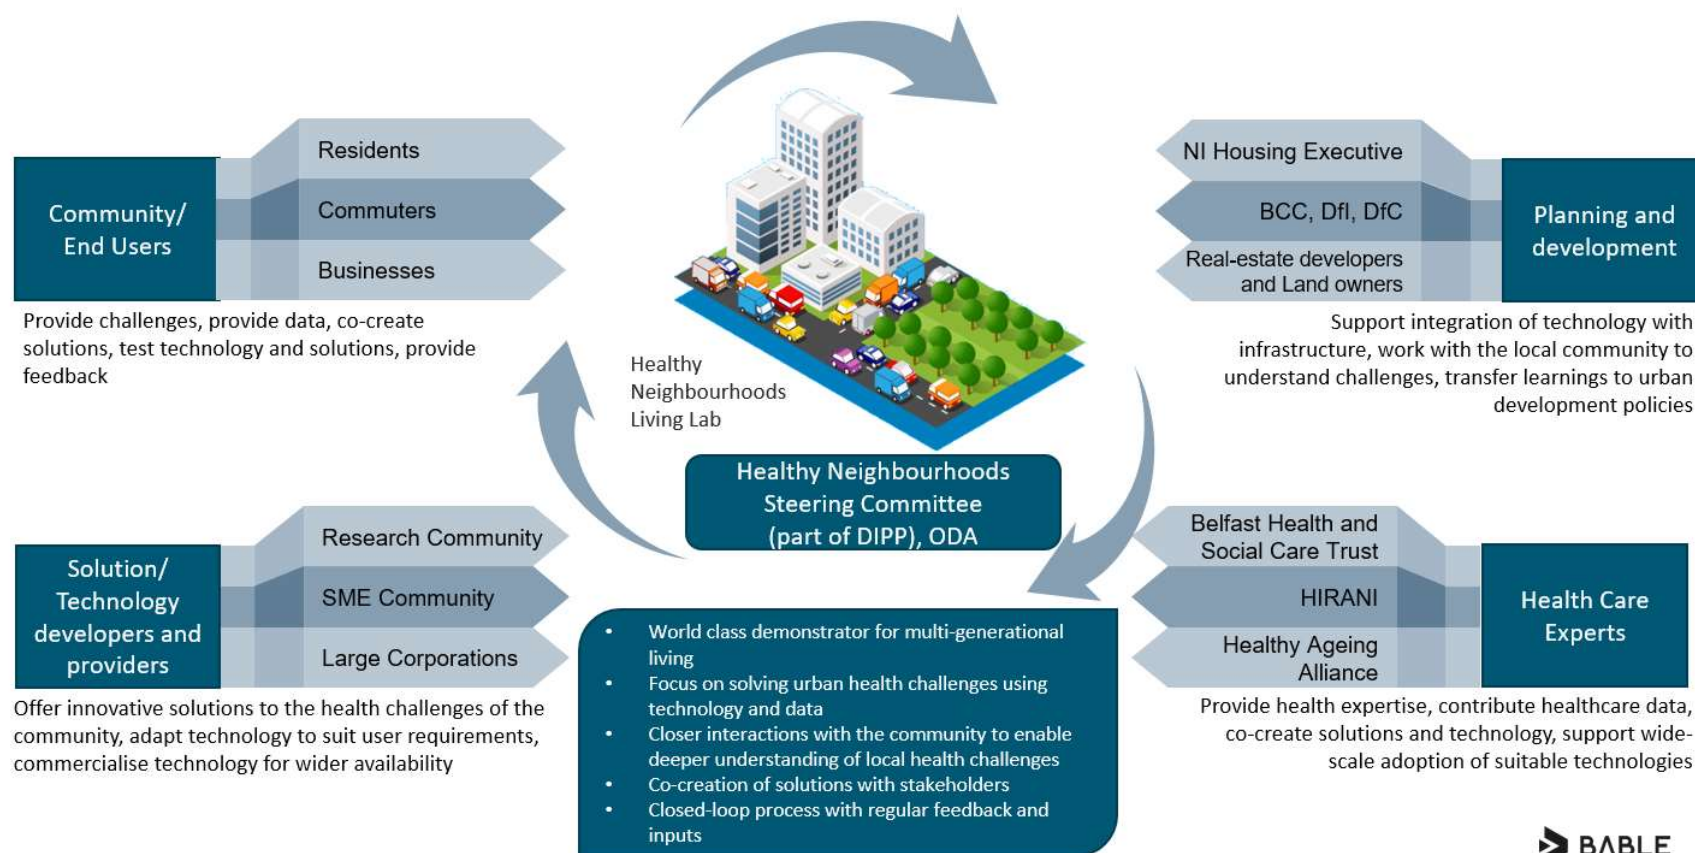 Community/
End Users
Residents
Commuters
Businesses
Provide challenges, provide data, co-create
solutions, test technology and solutions, provide
feedback
Healthy
Neighbourhoods
Living Lab
NI Housing Executive
BCC, DfI, DfC
Real-estate developers
and Land owners
Planning and
development
Support integration of technology with
infrastructure, work with the local community to
understand challenges, transfer learnings to urban
development policies
Healthy Neighbourhoods
Steering Committee
(part of DIPP), ODA
Solution/
Technology
developers and
providers
Research Community
SME Community
Large Corporations
Offer innovative solutions to the health challenges of the
community, adapt technology to suit user requirements,
commercialise technology for wider availability
• World class demonstrator for multi-generational
living
• Focus on solving urban health challenges using
technology and data
• Closer interactions with the community to enable
deeper understanding of local health challenges
• Co-creation of solutions with stakeholders
• Closed-loop process with regular feedback and
inputs
Belfast Health and
Social Care Trust
HIRANI
Healthy Ageing
Alliance
Health Care
Experts
Provide health expertise, contribute healthcare data,
co-create solutions and technology, support wide-
scale adoption of suitable technologies
BABLE